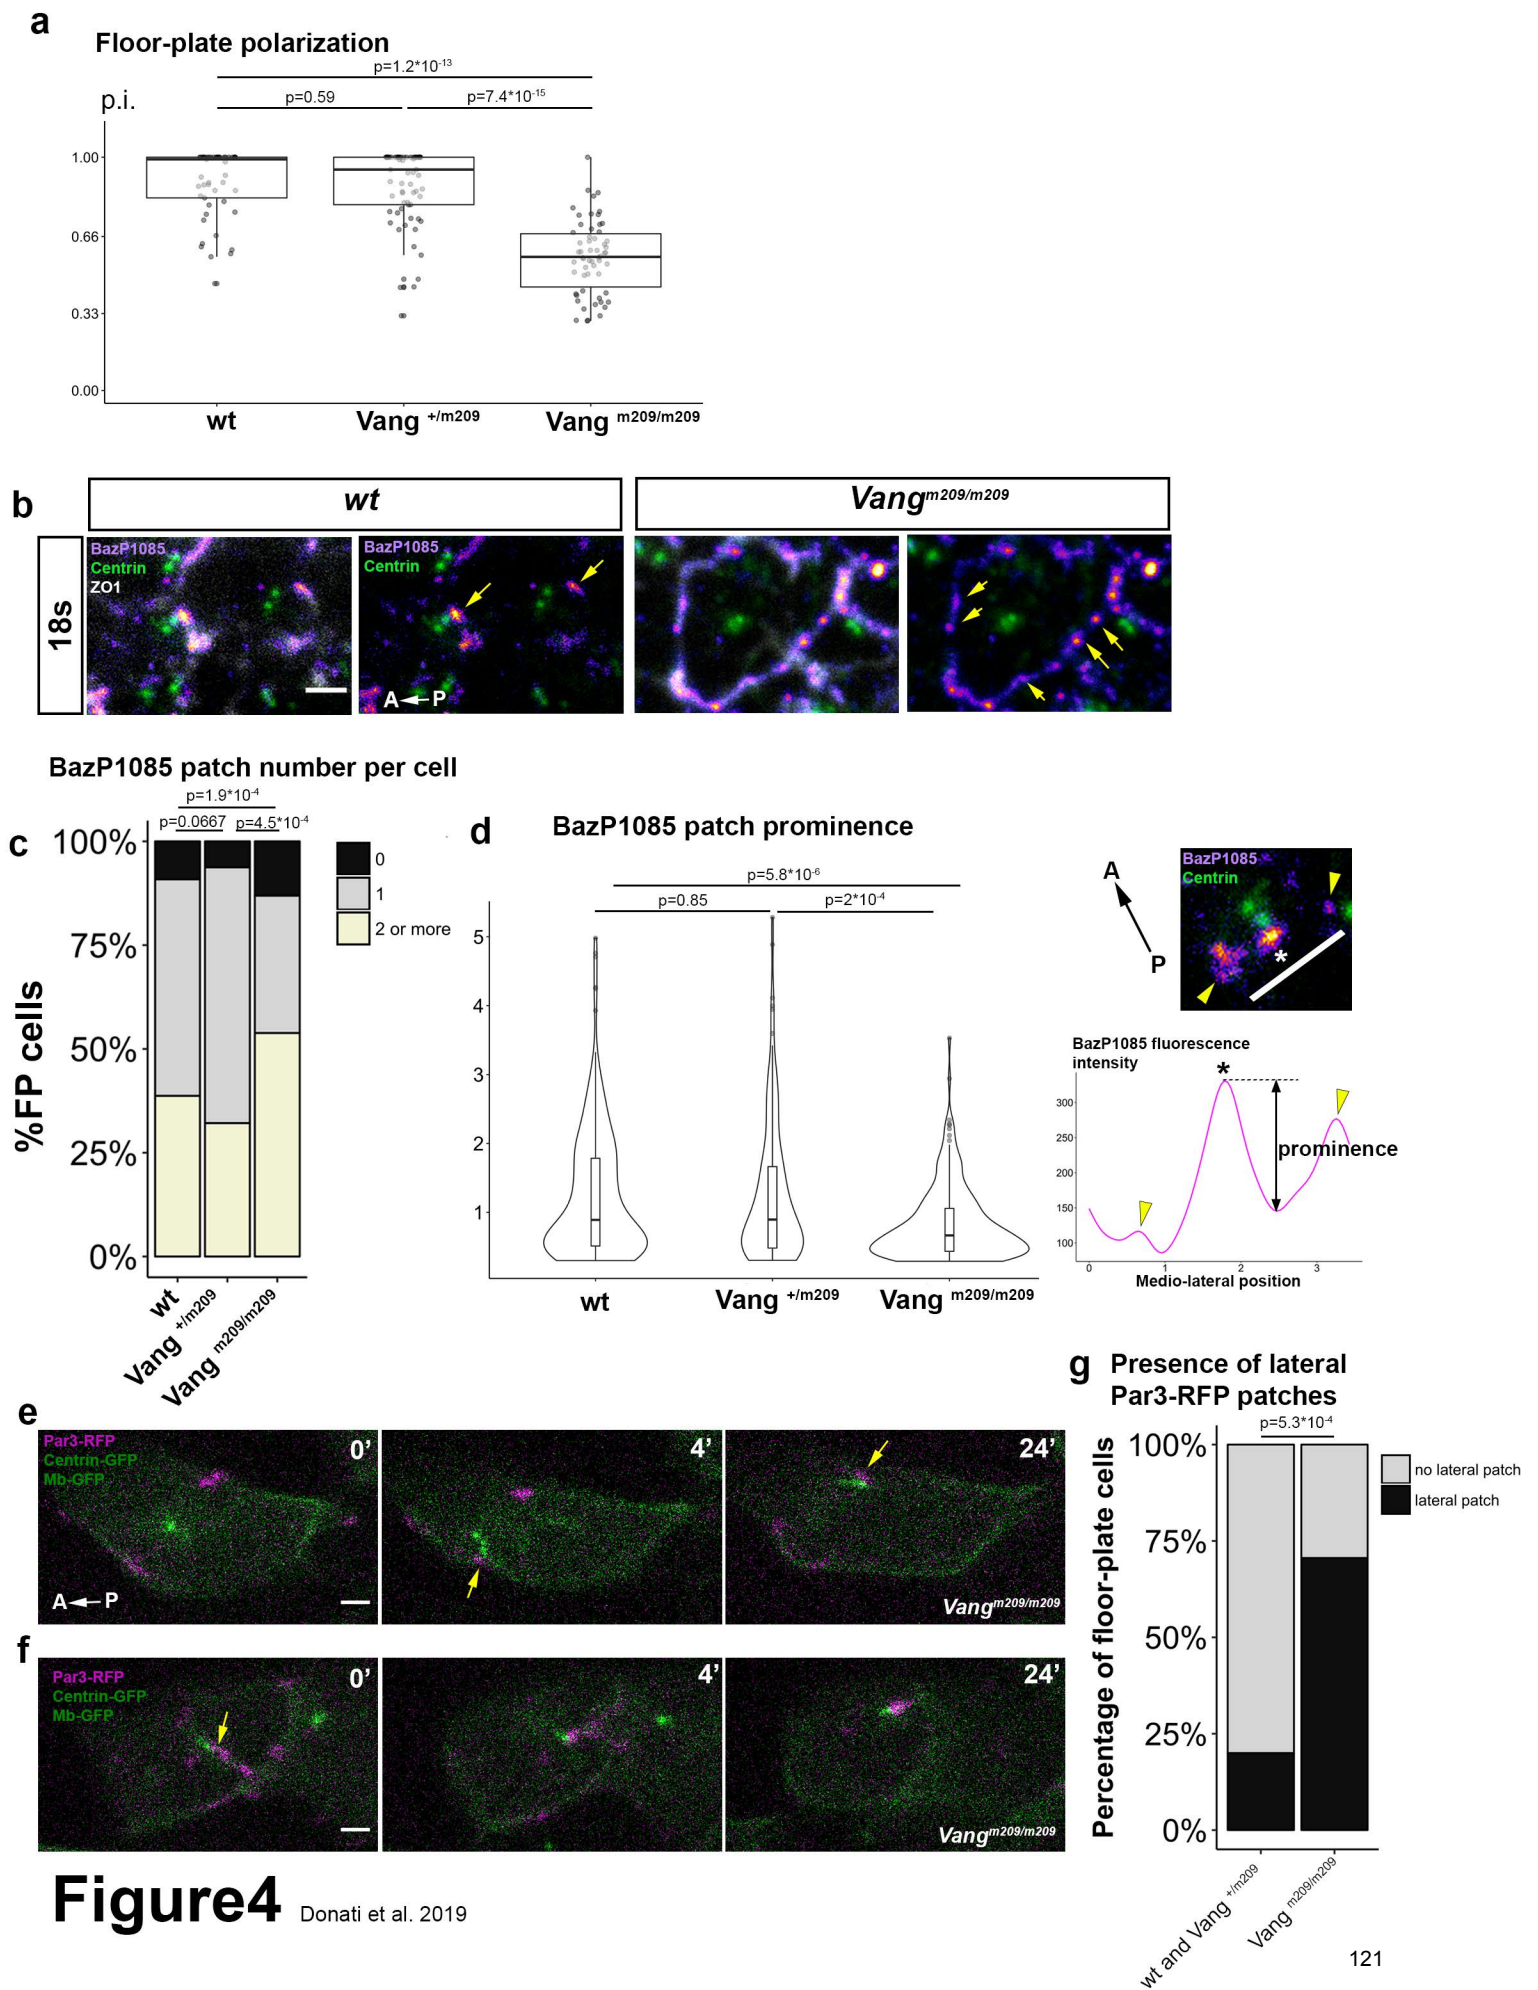 a
Floor-plate polarization
p=1.2*10-13
p=0.59
p=7.4*10-15
p.i.
1.00
0.66
0.33
0.00
wt
Vang +/m209
Vang m209/m209
b
wt
Vangm209/m209
18s
BazP1085
Centrin
ZO1
BazP1085
Centrin
A P
BazP1085 patch number per cell
p=1.9*10-4
p=0.0667
p=4.5*10-4
c
100%
75%
50%
25%
0%
%FP cells
0
1
2 or more
wt
Vang +/m209
Vang m209/m209
d
BazP1085 patch prominence
p=5.8*10-6
p=0.85
p=2*10-4
5
4
3
2
1
wt
Vang +/m209
Vang m209/m209
A
P
BazP1085
Centrin
*
BazP1085 fluorescence
intensity
*
300
250
200
150
100
prominence
0
1
2
3
Medio-lateral position
e
Par3-RFP
Centrin-GFP
Mb-GFP
0’
4’
24’
A P
Vangm209/m209
f
Par3-RFP
Centrin-GFP
Mb-GFP
0’
4’
24’
Vangm209/m209
g
Presence of lateral
Par3-RFP patches
p=5.3*10-4
100%
75%
50%
25%
0%
Percentage of floor-plate cells
no lateral patch
lateral patch
wt and Vang +/m209
Vang m209/m209
Figure4
Donati et al. 2019
121